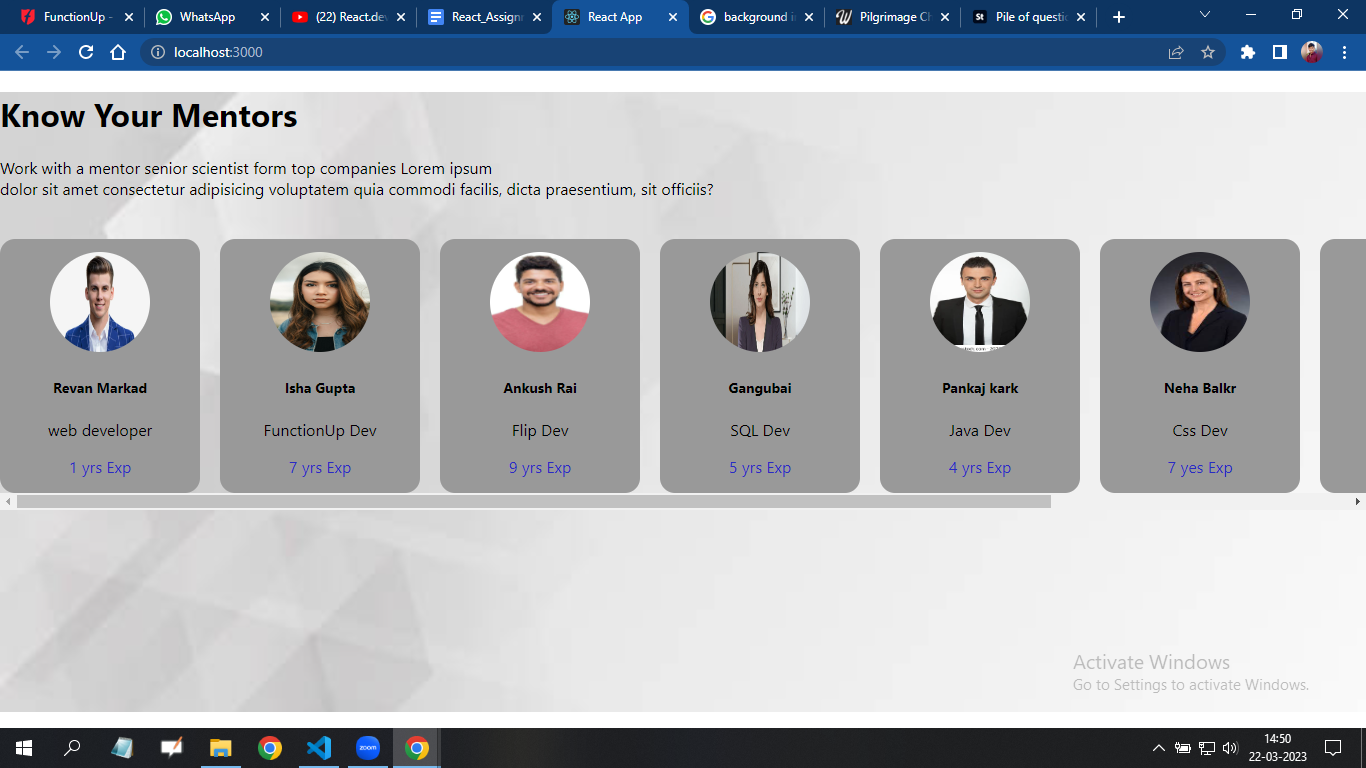 FunctionUp -
WhatsApp
(22) React.dev
React_Assign
React App
background i
Pilgrimage Ch
Pile of questio
localhost:3000
Know Your Mentors
Work with a mentor senior scientist form top companies Lorem ipsum
dolor sit amet consectetur adipisicing voluptatem quia commodi facilis, dicta praesentium, sit officiis?
Revan Markad
web developer
1 yrs Exp
Isha Gupta
FunctionUp Dev
7 yrs Exp
Ankush Rai
Flip Dev
9 yrs Exp
Gangubai
SQL Dev
5 yrs Exp
Pankaj kark
Java Dev
4 yrs Exp
Neha Balkr
Css Dev
7 yes Exp
Activate Windows
Go to Settings to activate Windows.
zoom
14:50
22-03-2023